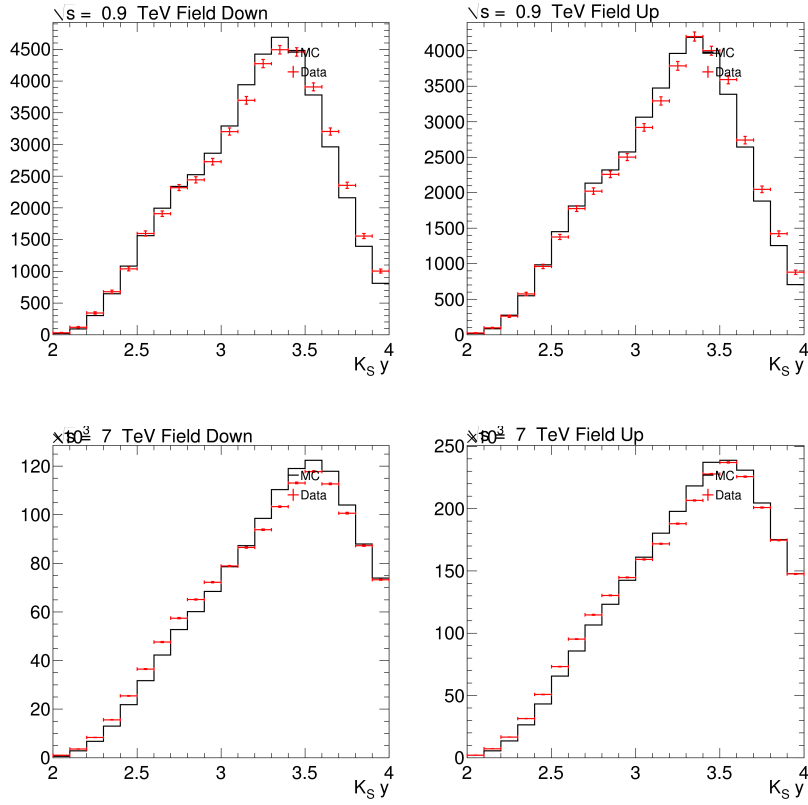 √s = 0.9 TeV Field Down
4500
4000
3500
3000
2500
2000
1500
1000
500
0
2 2.5 3 3.5 4
K_S y
MC
Data
√s = 0.9 TeV Field Up
4000
3500
3000
2500
2000
1500
1000
500
0
2 2.5 3 3.5 4
K_S y
MC
Data
×10³
√s = 7 TeV Field Down
120
100
80
60
40
20
0
2 2.5 3 3.5 4
K_S y
MC
Data
×10³
√s = 7 TeV Field Up
250
200
150
100
50
0
2 2.5 3 3.5 4
K_S y
MC
Data